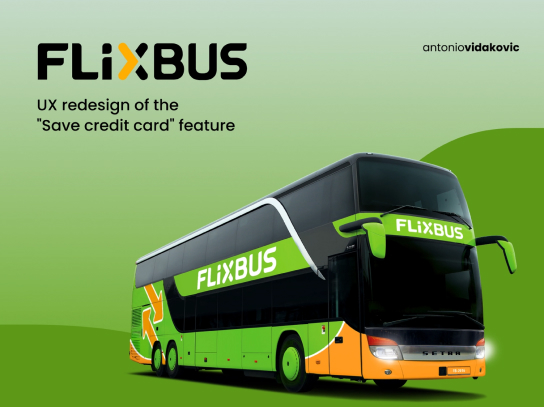 FLiXBUS
antoniovidakovic
UX redesign of the
"Save credit card" feature
FLiXBUS
FLiXBUS
SETRA